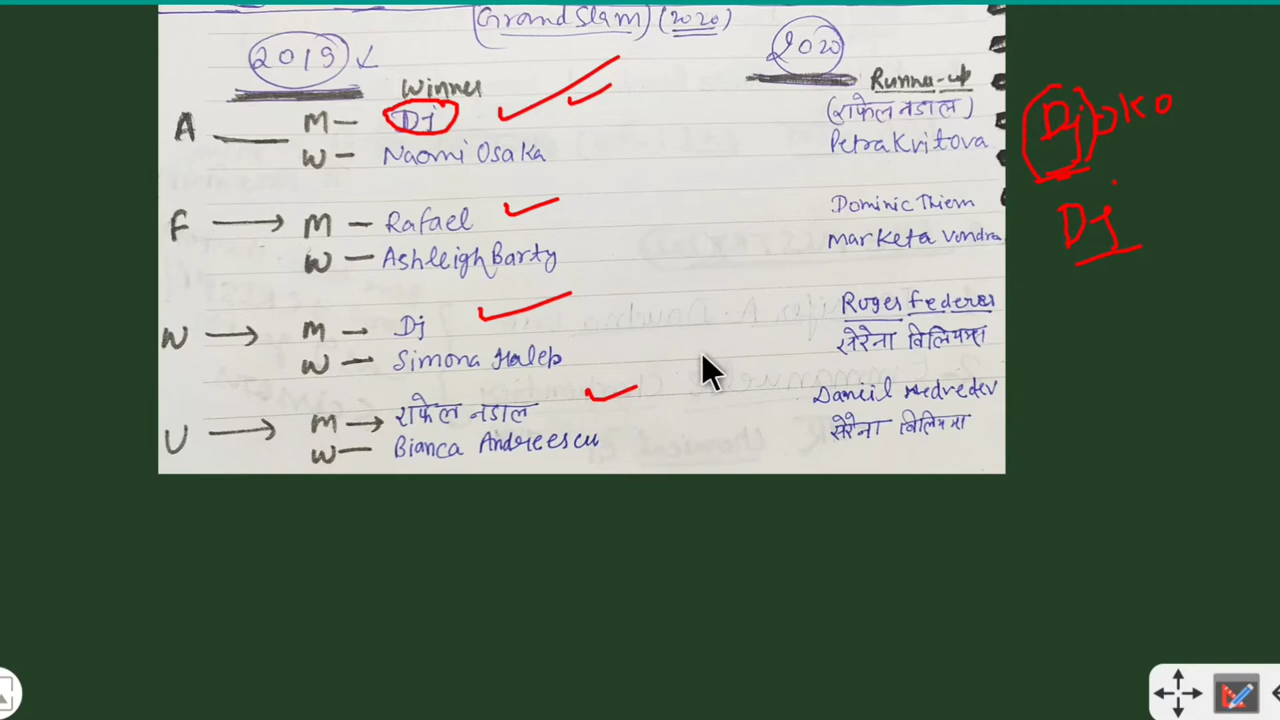 Grand Slam) (2020)
2019 2020
Winner Runner-up
A M - Dj (राफेल नडाल)
W - Naomi Osaka Petra Kvitova
F → M - Rafael Dominic Thiem
W - Ashleigh Barty Marketa Vondra
W → M → Dj Roger Federer
W - Simona Halep सेरेना विलियम्स
U → M → राफेल नडाल Daniil Medvedev
W - Bianca Andreescu सेरेना विलियम्स
Djoko
Dj